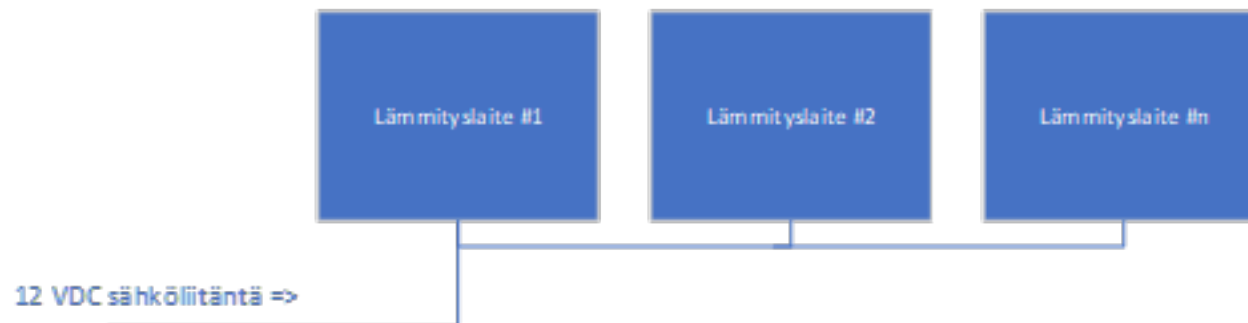 Lämmityslaite #1
Lämmityslaite #2
Lämmityslaite #n
12 VDC sähköliitäntä =>